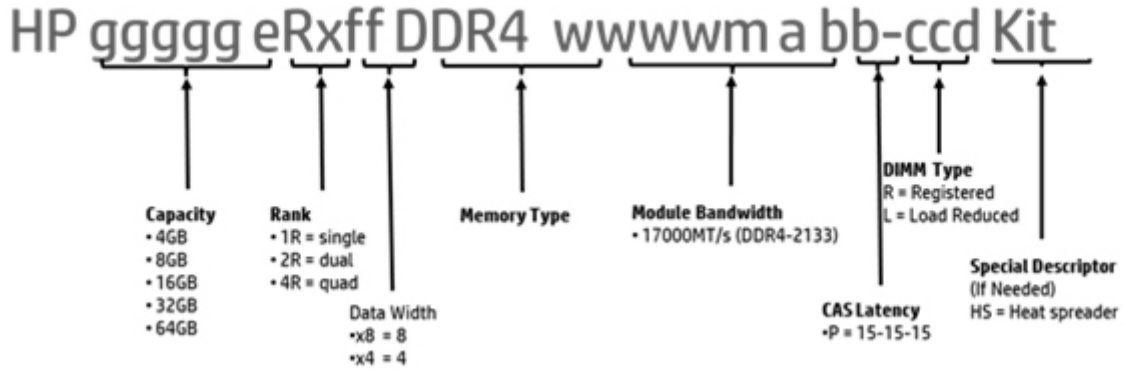 HP ggggg eRxff DDR4 wwwwm a bb-ccd Kit
Capacity
• 4GB
• 8GB
• 16GB
• 32GB
• 64GB
Rank
• 1R = single
• 2R = dual
• 4R = quad
Data Width
•x8 = 8
•x4 = 4
Memory Type
Module Bandwidth
• 17000MT/s (DDR4-2133)
CAS Latency
•P = 15-15-15
DIMM Type
R = Registered
L = Load Reduced
Special Descriptor
(If Needed)
HS = Heat spreader